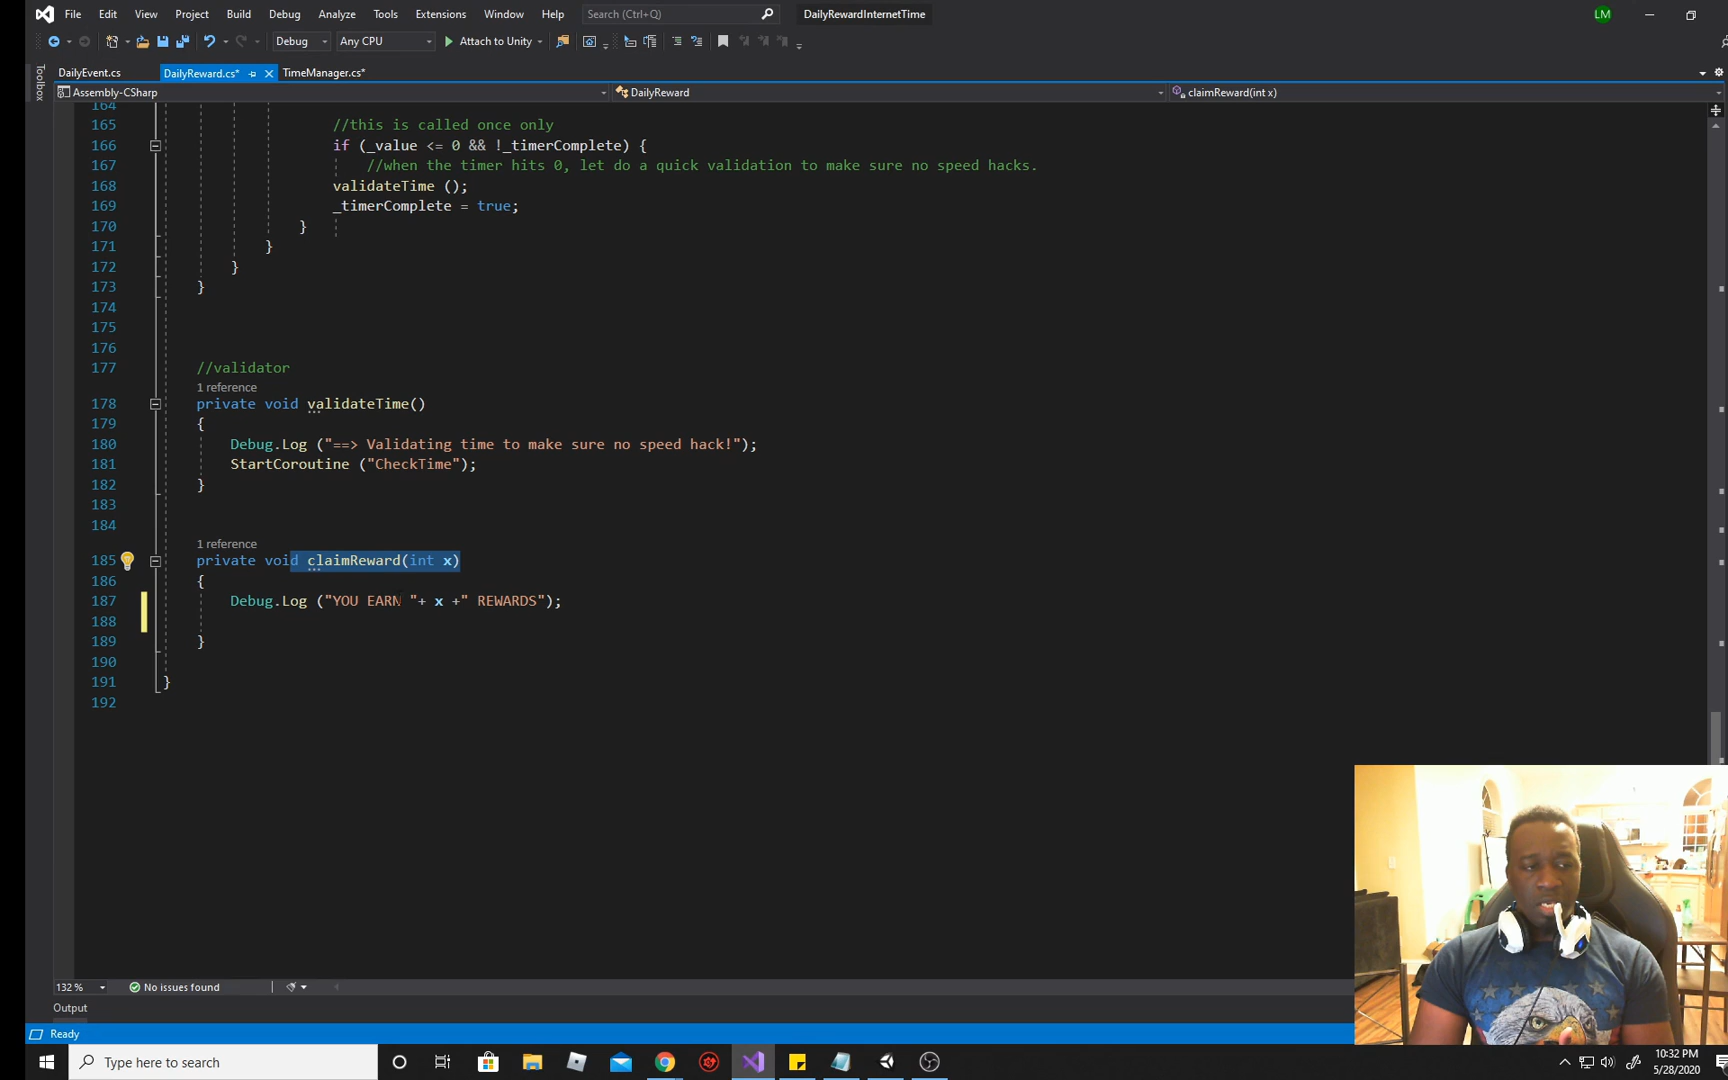 File Edit View Project Build Debug Analyze Tools Extensions Window Help Search (Ctrl+Q) DailyRewardInternetTime LM
Debug Any CPU Attach to Unity
DailyEvent.cs DailyReward.cs* TimeManager.cs*
Toolbox
Assembly-CSharp DailyReward claimReward(int x)
164
165 //this is called once only
166 if (_value <= 0 && !_timerComplete) {
167 //when the timer hits 0, let do a quick validation to make sure no speed hacks.
168 validateTime ();
169 _timerComplete = true;
170 }
171 }
172 }
173 }
174
175
176
177 //validator
1 reference
178 private void validateTime()
179 {
180 Debug.Log ("==> Validating time to make sure no speed hack!");
181 StartCoroutine ("CheckTime");
182 }
183
184
1 reference
185 private void claimReward(int x)
186 {
187 Debug.Log ("YOU EARN "+ x +" REWARDS");
188
189 }
190
191 }
192
132 % No issues found
Output
Ready
Type here to search 10:32 PM
5/28/2020